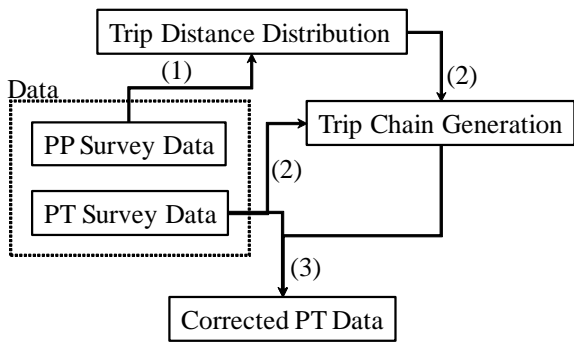 Trip Distance Distribution
(1)
(2)
Data
Trip Chain Generation
PP Survey Data
(2)
PT Survey Data
(3)
Corrected PT Data